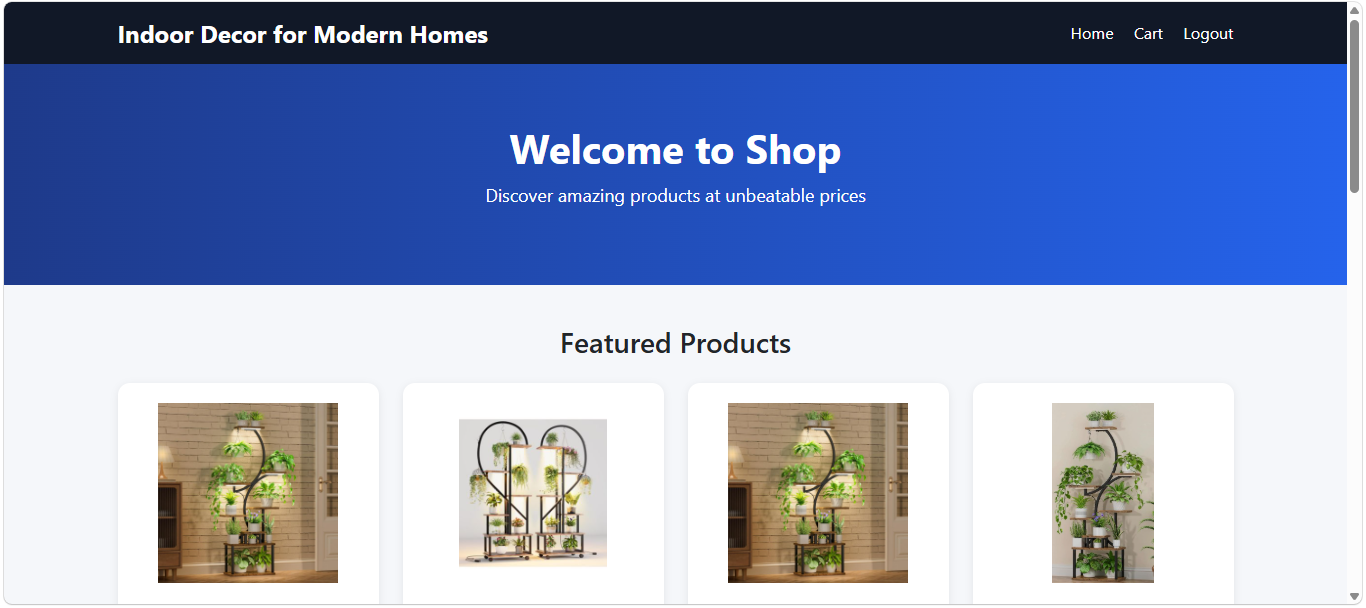 Indoor Decor for Modern Homes
Home Cart Logout
Welcome to Shop
Discover amazing products at unbeatable prices
Featured Products